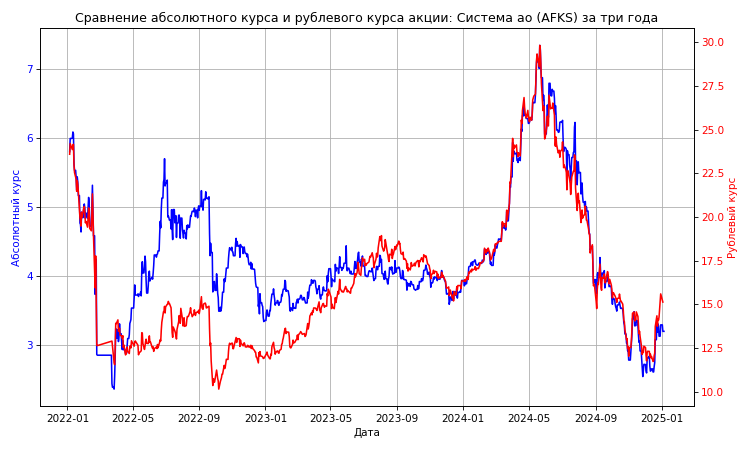 Сравнение абсолютного курса и рублевого курса акции: Система ао (AFKS) за три года
7
6
5
4
3
Абсолютный курс
30.0
27.5
25.0
22.5
20.0
17.5
15.0
12.5
10.0
Рублевый курс
2022-01 2022-05 2022-09 2023-01 2023-05 2023-09 2024-01 2024-05 2024-09 2025-01
Дата